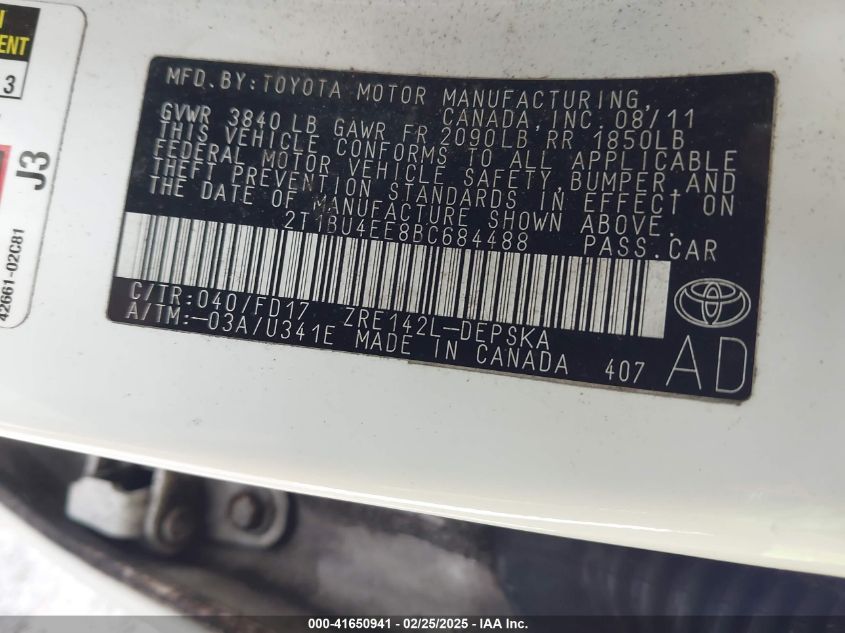 MFD. BY: TOYOTA MOTOR MANUFACTURING,
CANADA, INC. 08/11
GVWR 3840 LB GAWR FR 2090LB RR 1850LB
THIS VEHICLE CONFORMS TO ALL APPLICABLE
FEDERAL MOTOR VEHICLE SAFETY, BUMPER, AND
THEFT PREVENTION STANDARDS IN EFFECT ON
THE DATE OF MANUFACTURE SHOWN ABOVE.
2T1BU4EE8BC684488 PASS.CAR
C/TR:040/FD17 ZRE142L-DEPSKA
A/TM:-03A/U341E MADE IN CANADA 407
AD
ENT
3
J3
42661-02C81
000-41650941 - 02/25/2025 - IAA Inc.